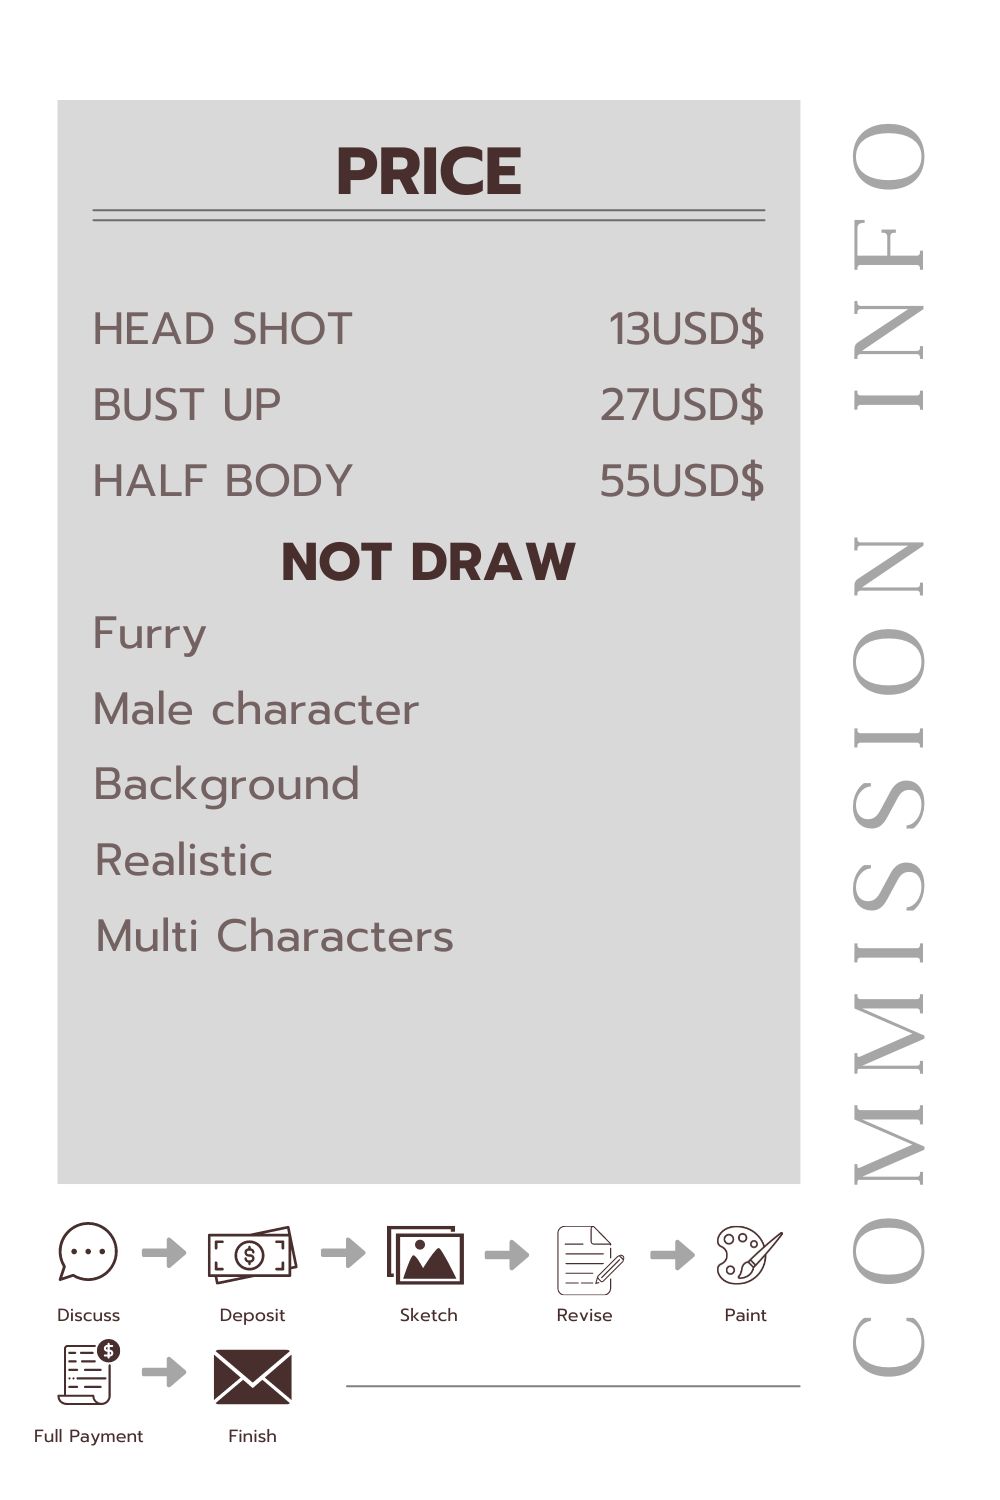 PRICE
HEAD SHOT 13USD$
BUST UP 27USD$
HALF BODY 55USD$
NOT DRAW
Furry
Male character
Background
Realistic
Multi Characters
COMMISSION INFO
Discuss Deposit Sketch Revise Paint
Full Payment Finish